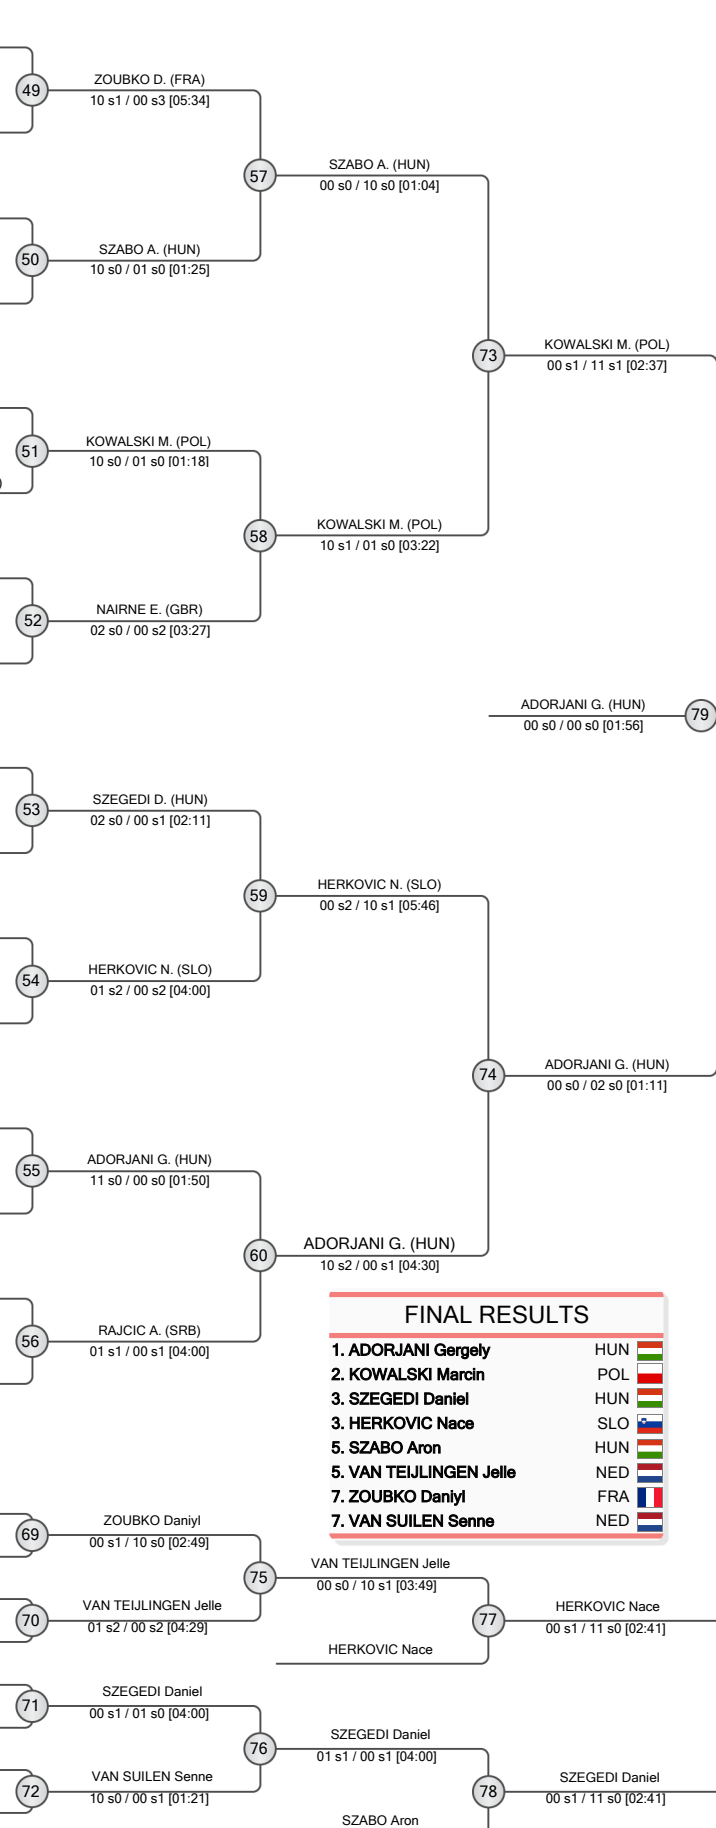 49
ZOUBKO D. (FRA)
10 s1 / 00 s3 [05:34]
57
SZABO A. (HUN)
00 s0 / 10 s0 [01:04]
50
SZABO A. (HUN)
10 s0 / 01 s0 [01:25]
73
KOWALSKI M. (POL)
00 s1 / 11 s1 [02:37]
51
KOWALSKI M. (POL)
10 s0 / 01 s0 [01:18]
)
58
KOWALSKI M. (POL)
10 s1 / 01 s0 [03:22]
52
NAIRNE E. (GBR)
02 s0 / 00 s2 [03:27]
ADORJANI G. (HUN)
00 s0 / 00 s0 [01:56]
79
53
SZEGEDI D. (HUN)
02 s0 / 00 s1 [02:11]
59
HERKOVIC N. (SLO)
00 s2 / 10 s1 [05:46]
54
HERKOVIC N. (SLO)
01 s2 / 00 s2 [04:00]
74
ADORJANI G. (HUN)
00 s0 / 02 s0 [01:11]
55
ADORJANI G. (HUN)
11 s0 / 00 s0 [01:50]
60
ADORJANI G. (HUN)
10 s2 / 00 s1 [04:30]
56
RAJCIC A. (SRB)
01 s1 / 00 s1 [04:00]
FINAL RESULTS
1. ADORJANI Gergely HUN
2. KOWALSKI Marcin POL
3. SZEGEDI Daniel HUN
3. HERKOVIC Nace SLO
5. SZABO Aron HUN
5. VAN TEIJLINGEN Jelle NED
7. ZOUBKO Daniyl FRA
7. VAN SUILEN Senne NED
69
ZOUBKO Daniyl
00 s1 / 10 s0 [02:49]
75
VAN TEIJLINGEN Jelle
00 s0 / 10 s1 [03:49]
70
VAN TEIJLINGEN Jelle
01 s2 / 00 s2 [04:29]
77
HERKOVIC Nace
00 s1 / 11 s0 [02:41]
HERKOVIC Nace
71
SZEGEDI Daniel
00 s1 / 01 s0 [04:00]
76
SZEGEDI Daniel
01 s1 / 00 s1 [04:00]
72
VAN SUILEN Senne
10 s0 / 00 s1 [01:21]
78
SZEGEDI Daniel
00 s1 / 11 s0 [02:41]
SZABO Aron